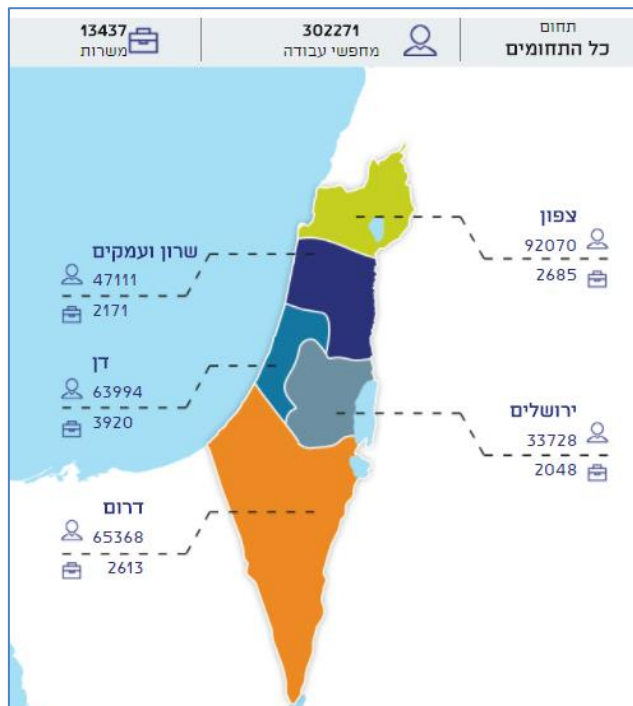 תחום
כל התחומים
302271
מחפשי עבודה
13437
משרות
צפון
92070
2685
שרון ועמקים
47111
2171
דן
63994
3920
ירושלים
33728
2048
דרום
65368
2613